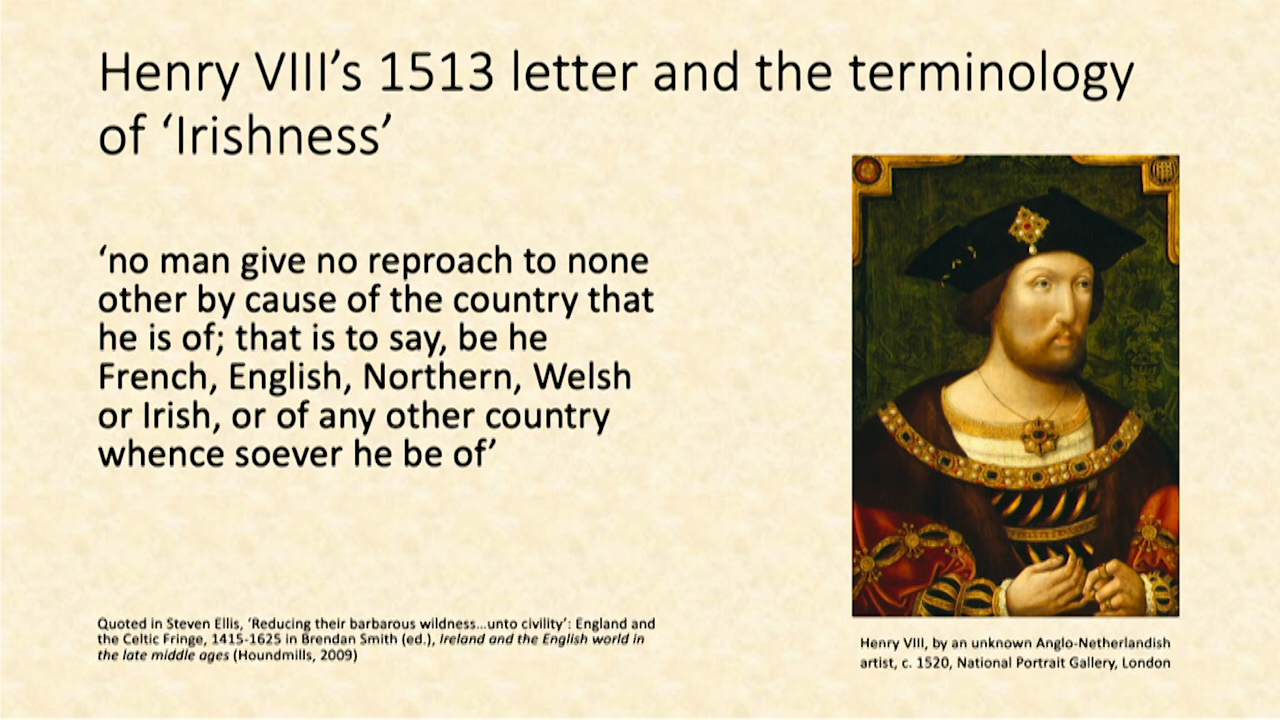 Henry VIII’s 1513 letter and the terminology
of ‘Irishness’
‘no man give no reproach to none
other by cause of the country that
he is of; that is to say, be he
French, English, Northern, Welsh
or Irish, or of any other country
whence soever he be of’
Quoted in Steven Ellis, ‘Reducing their barbarous wildness...unto civility’: England and
the Celtic Fringe, 1415-1625 in Brendan Smith (ed.), Ireland and the English world in
the late middle ages (Houndmills, 2009)
Henry VIII, by an unknown Anglo-Netherlandish
artist, c. 1520, National Portrait Gallery, London